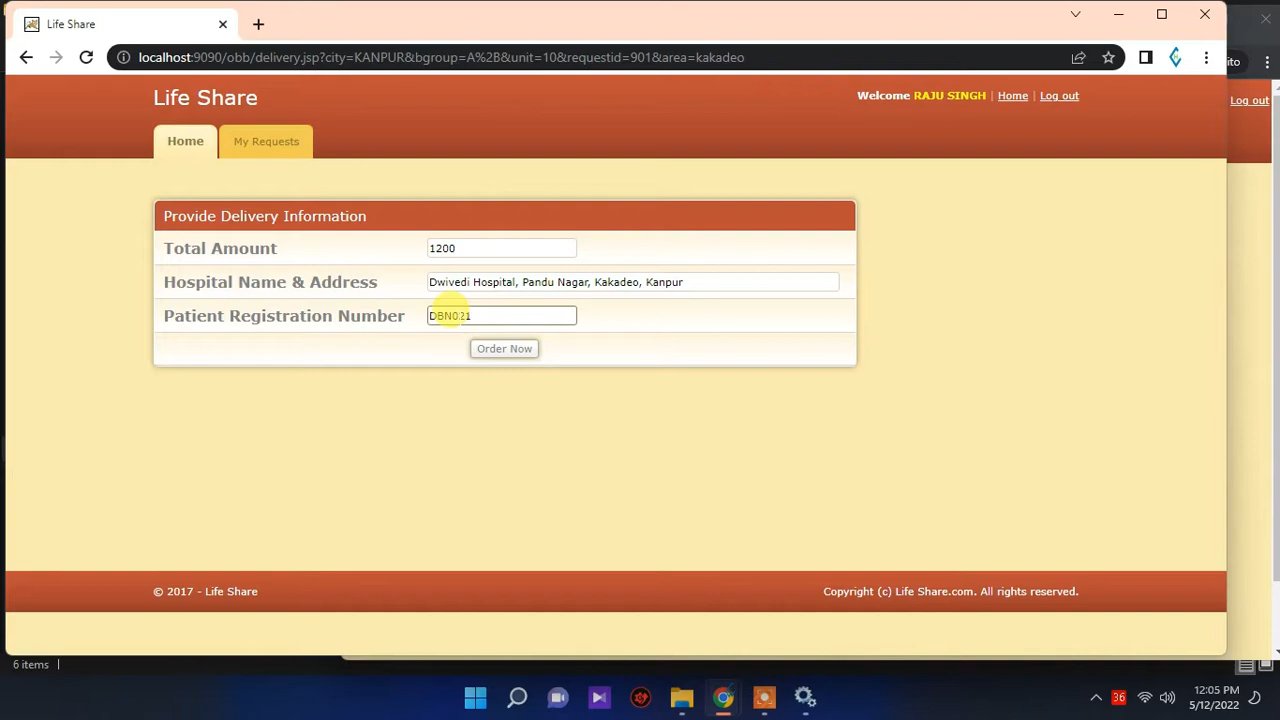 Life Share
localhost:9090/obb/delivery.jsp?city=KANPUR&bgroup=A%2B&unit=10&requestid=901&area=kakadeo
ito
Life Share
Welcome RAJU SINGH | Home | Log out
Log out
Home
My Requests
Provide Delivery Information
Total Amount
1200
Hospital Name & Address
Dwivedi Hospital, Pandu Nagar, Kakadeo, Kanpur
Patient Registration Number
DBN021
Order Now
© 2017 - Life Share
Copyright (c) Life Share.com. All rights reserved.
6 items
36
12:05 PM
5/12/2022